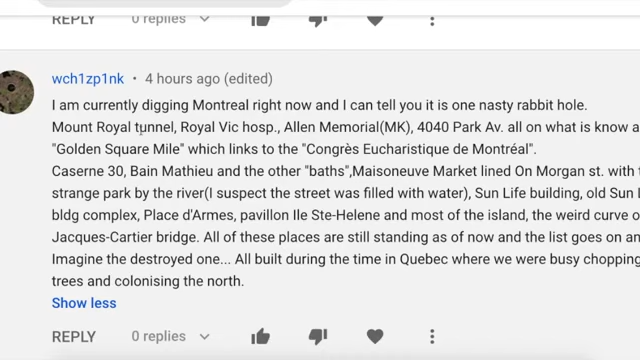 REPLY 0 replies
wch1zp1nk • 4 hours ago (edited)
I am currently digging Montreal right now and I can tell you it is one nasty rabbit hole.
Mount Royal tunnel, Royal Vic hosp., Allen Memorial(MK), 4040 Park Av. all on what is know a
"Golden Square Mile" which links to the "Congrès Eucharistique de Montréal".
Caserne 30, Bain Mathieu and the other "baths",Maisoneuve Market lined On Morgan st. with
strange park by the river(I suspect the street was filled with water), Sun Life building, old Sun
bldg complex, Place d'Armes, pavillon Ile Ste-Helene and most of the island, the weird curve
Jacques-Cartier bridge. All of these places are still standing as of now and the list goes on
Imagine the destroyed one... All built during the time in Quebec where we were busy chopping
trees and colonising the north.
Show less
REPLY 0 replies